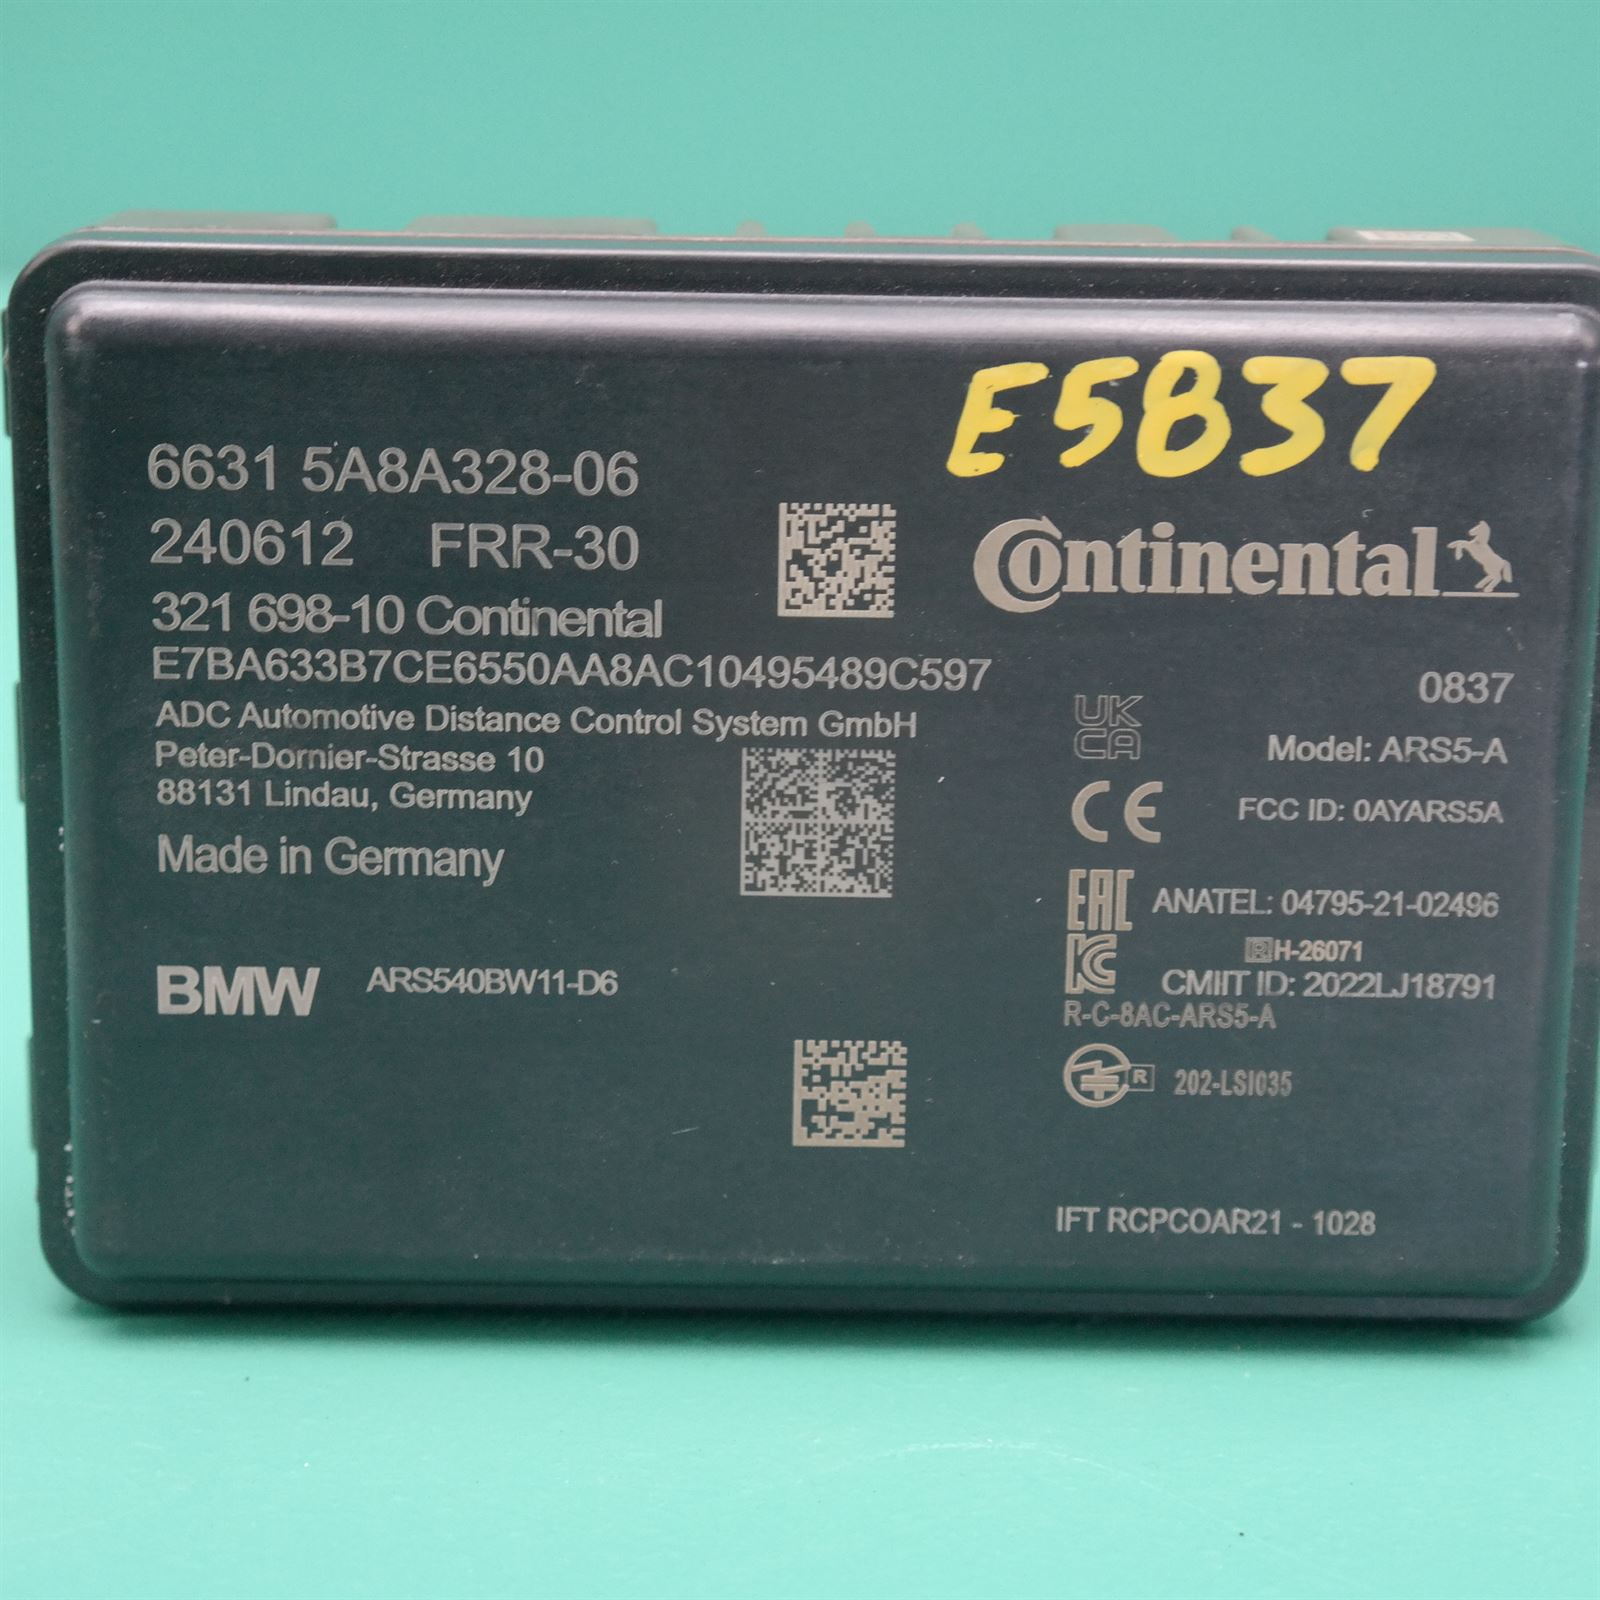 E5837
6631 5A8A328-06
240612 FRR-30
321 698-10 Continental
E7BA633B7CE6550AA8AC10495489C597
ADC Automotive Distance Control System GmbH
Peter-Dornier-Strasse 10
88131 Lindau, Germany
Made in Germany
BMW ARS540BW11-D6
Continental
0837
UK
CA
Model: ARS5-A
CE
FCC ID: 0AYARS5A
EAC
ANATEL: 04795-21-02496
R H-26071
KC
CMIIT ID: 2022LJ18791
R-C-8AC-ARS5-A
R 202-LSI035
IFT RCPCOAR21 - 1028